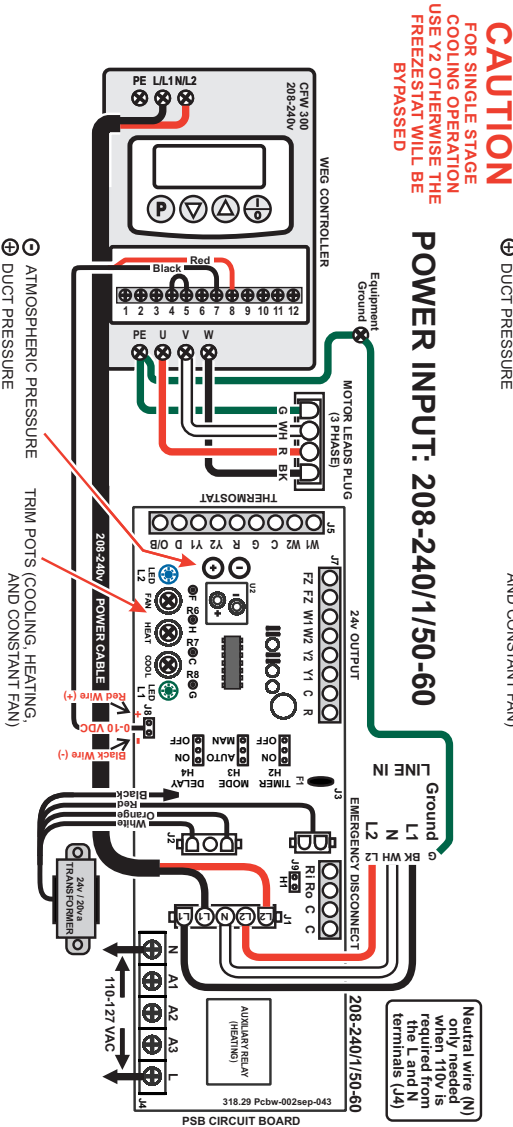 CAUTION
FOR SINGLE STAGE
COOLING OPERATION
USE Y2 OTHERWISE THE
FREEZESTAT WILL BE
BYPASSED
DUCT PRESSURE
AND CONSTANT FAN)
POWER INPUT: 208-240/1/50-60
PE L/L1 N/L2
CFW 300
208-240v
WEG CONTROLLER
P
I
0
Red
Black
1 2 3 4 5 6 7 8 9 10 11 12
PE U V W
Equipment
Ground
MOTOR LEADS PLUG
(3 PHASE)
G WH R BK
ATMOSPHERIC PRESSURE
DUCT PRESSURE
TRIM POTS (COOLING, HEATING,
AND CONSTANT FAN)
208-240v POWER CABLE
THERMOSTAT
J5
O/B D Y1 Y2 R G C W2 W1
J7
FZ FZ W1 W2 Y2 Y1 C R
24V OUTPUT
U2
LED
L2
FAN
HEAT
COOL
LED
L1
F
R6
H
R7
C
R8
G
J8
+
-
Red Wire (+)
0-10 VDC
Black Wire (-)
OFF ON
H4
DELAY
MAN AUTO
H3
MODE
OFF ON
H2
TIMER
F1
J3
LINE IN
Ground
L1
N
L2
G
BK
WH
L2
EMERGENCY DISCONNECT
Ri Ro C C
J9
H1
Black
Red
Orange
White
J2
24v / 20va
TRANSFORMER
J1
L1 L1 N L2 L2
208-240/1/50-60
Neutral wire (N)
only needed
when 110v is
required from
the L and N
terminals (J4)
N A1 A2 A3 L
J4
110-127 VAC
AUXILIARY RELAY
(HEATING)
318.29 Pcbw-002sep-043
PSB CIRCUIT BOARD